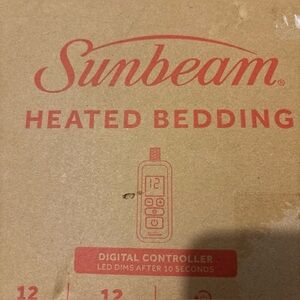 Sunbeam®
HEATED BEDDING
12
DIGITAL CONTROLLER
LED DIMS AFTER 10 SECONDS
12 12